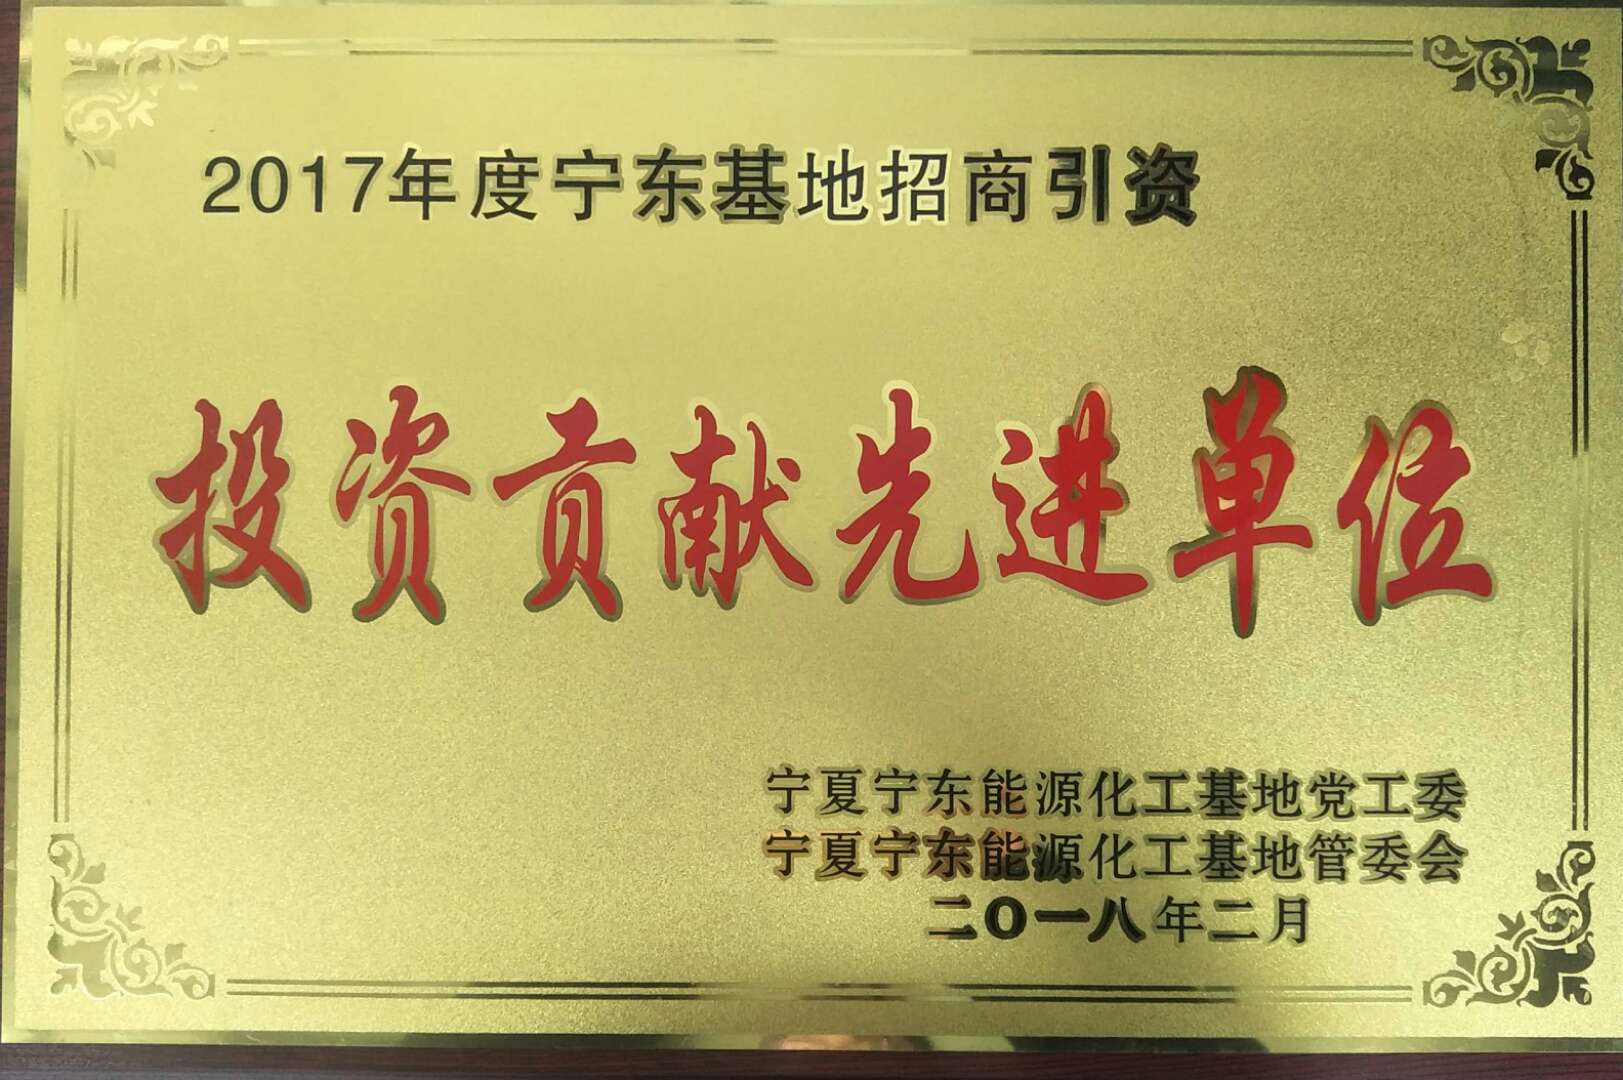 2017年度宁东基地招商引资
投资贡献先进单位
宁夏宁东能源化工基地党工委
宁夏宁东能源化工基地管委会
二〇一八年二月